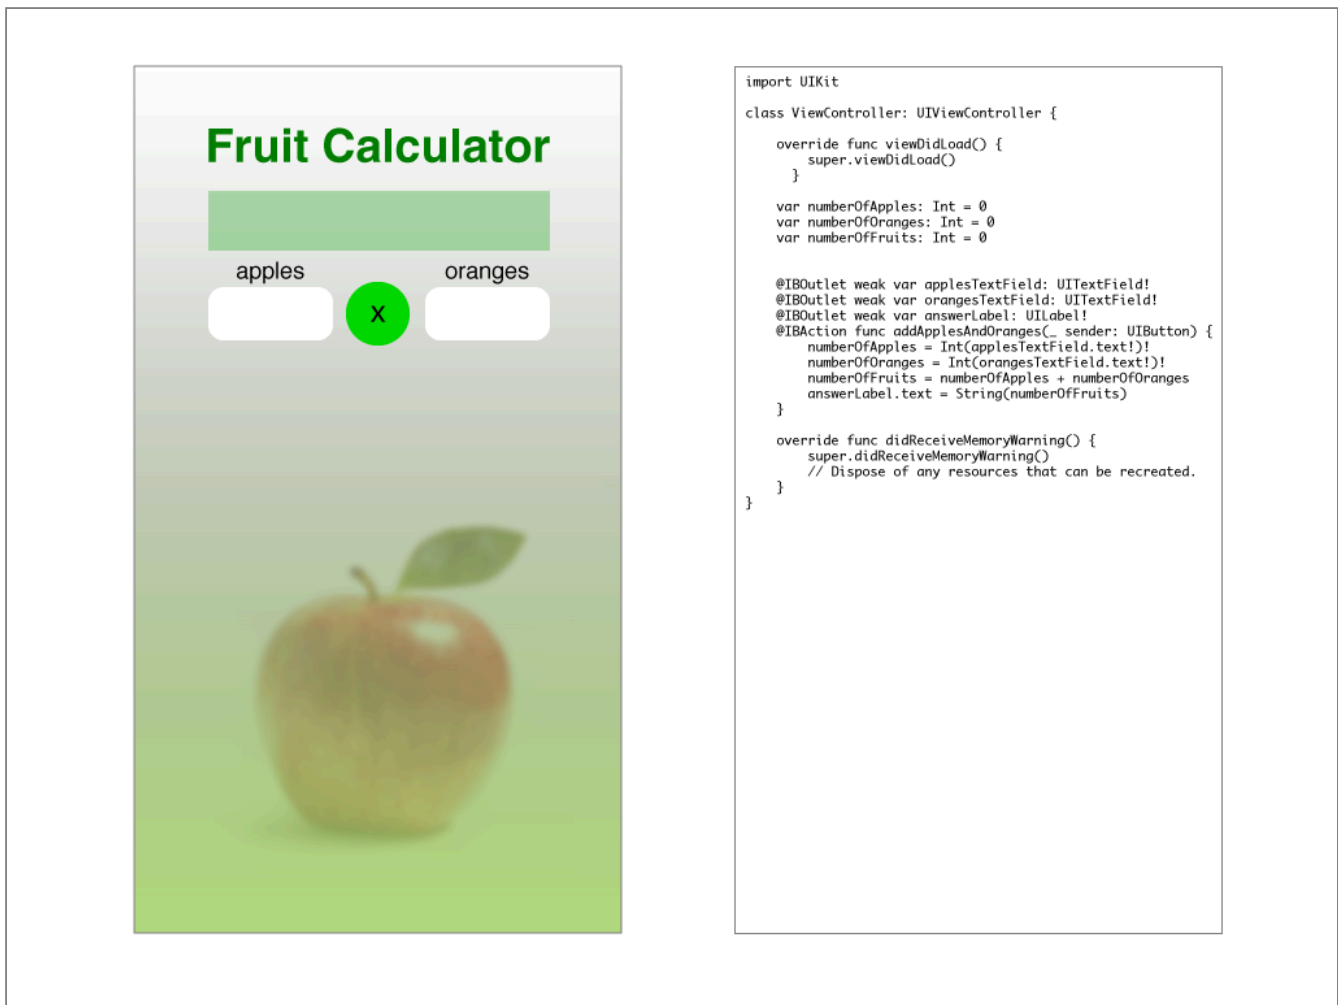 Fruit Calculator
apples
oranges
x
import UIKit
class ViewController: UIViewController {
    override func viewDidLoad() {
        super.viewDidLoad()
      }
    var numberOfApples: Int = 0
    var numberOfOranges: Int = 0
    var numberOfFruits: Int = 0
    @IBOutlet weak var applesTextField: UITextField!
    @IBOutlet weak var orangesTextField: UITextField!
    @IBOutlet weak var answerLabel: UILabel!
    @IBAction func addApplesAndOranges(_ sender: UIButton) {
        numberOfApples = Int(applesTextField.text!)!
        numberOfOranges = Int(orangesTextField.text!)!
        numberOfFruits = numberOfApples + numberOfOranges
        answerLabel.text = String(numberOfFruits)
    }
    override func didReceiveMemoryWarning() {
        super.didReceiveMemoryWarning()
        // Dispose of any resources that can be recreated.
    }
}